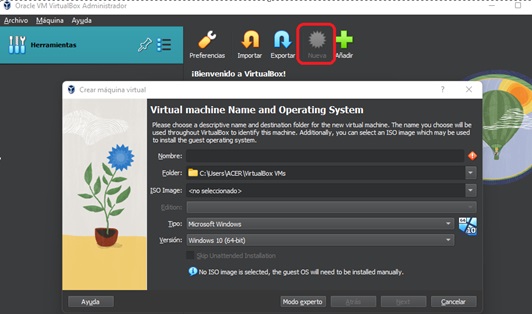 Oracle VM VirtualBox Administrador
Archivo Máquina Ayuda
Herramientas
Preferencias Importar Exportar Nueva Añadir
¡Bienvenido a VirtualBox!
Crear máquina virtual
Virtual machine Name and Operating System
Please choose a descriptive name and destination folder for the new virtual machine. The name you choose will be
used throughout VirtualBox to identify this machine. Additionally, you can select an ISO image which may be used
to install the guest operating system.
Nombre:
Folder: C:\Users\ACER\VirtualBox VMs
ISO Image: <no seleccionado>
Edition:
Tipo: Microsoft Windows
Versión: Windows 10 (64-bit)
Skip Unattended Installation
No ISO image is selected, the guest OS will need to be installed manually.
Ayuda Modo experto Atrás Next Cancelar